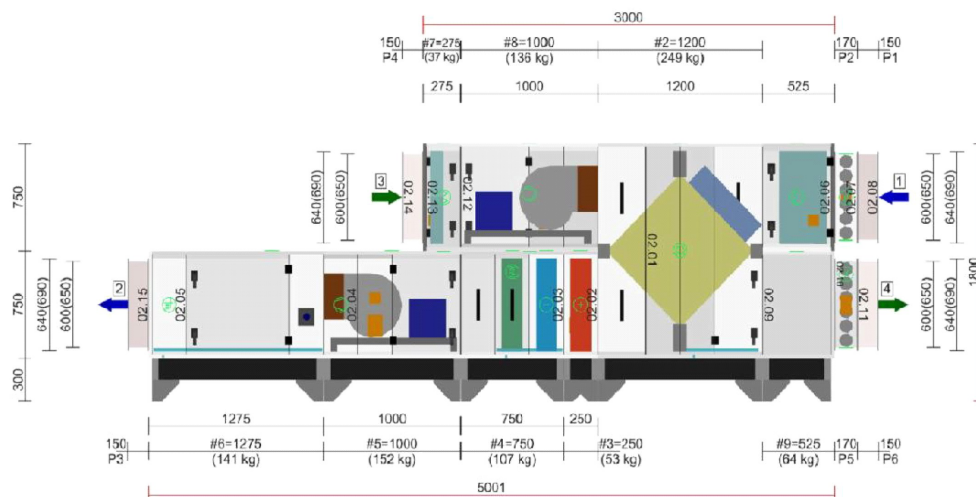 3000
150 #7=275 #8=1000 #2=1200 170 150
P4 (37 kg) (136 kg) (249 kg) P2 P1
275 1000 1200 525
750 640(690) 600(650) 3 02.14 02.13 02.12 02.06 02.07 02.08 1 600(650) 640(690)
02.01 1800
750 640(690) 600(650) 2 02.15 02.05 02.04 02.03 02.02 02.09 02.10 02.11 4 600(650) 640(690)
300
1275 1000 750 250
150 #6=1275 #5=1000 #4=750 #3=250 #9=525 170 150
P3 (141 kg) (152 kg) (107 kg) (53 kg) (64 kg) P5 P6
5001